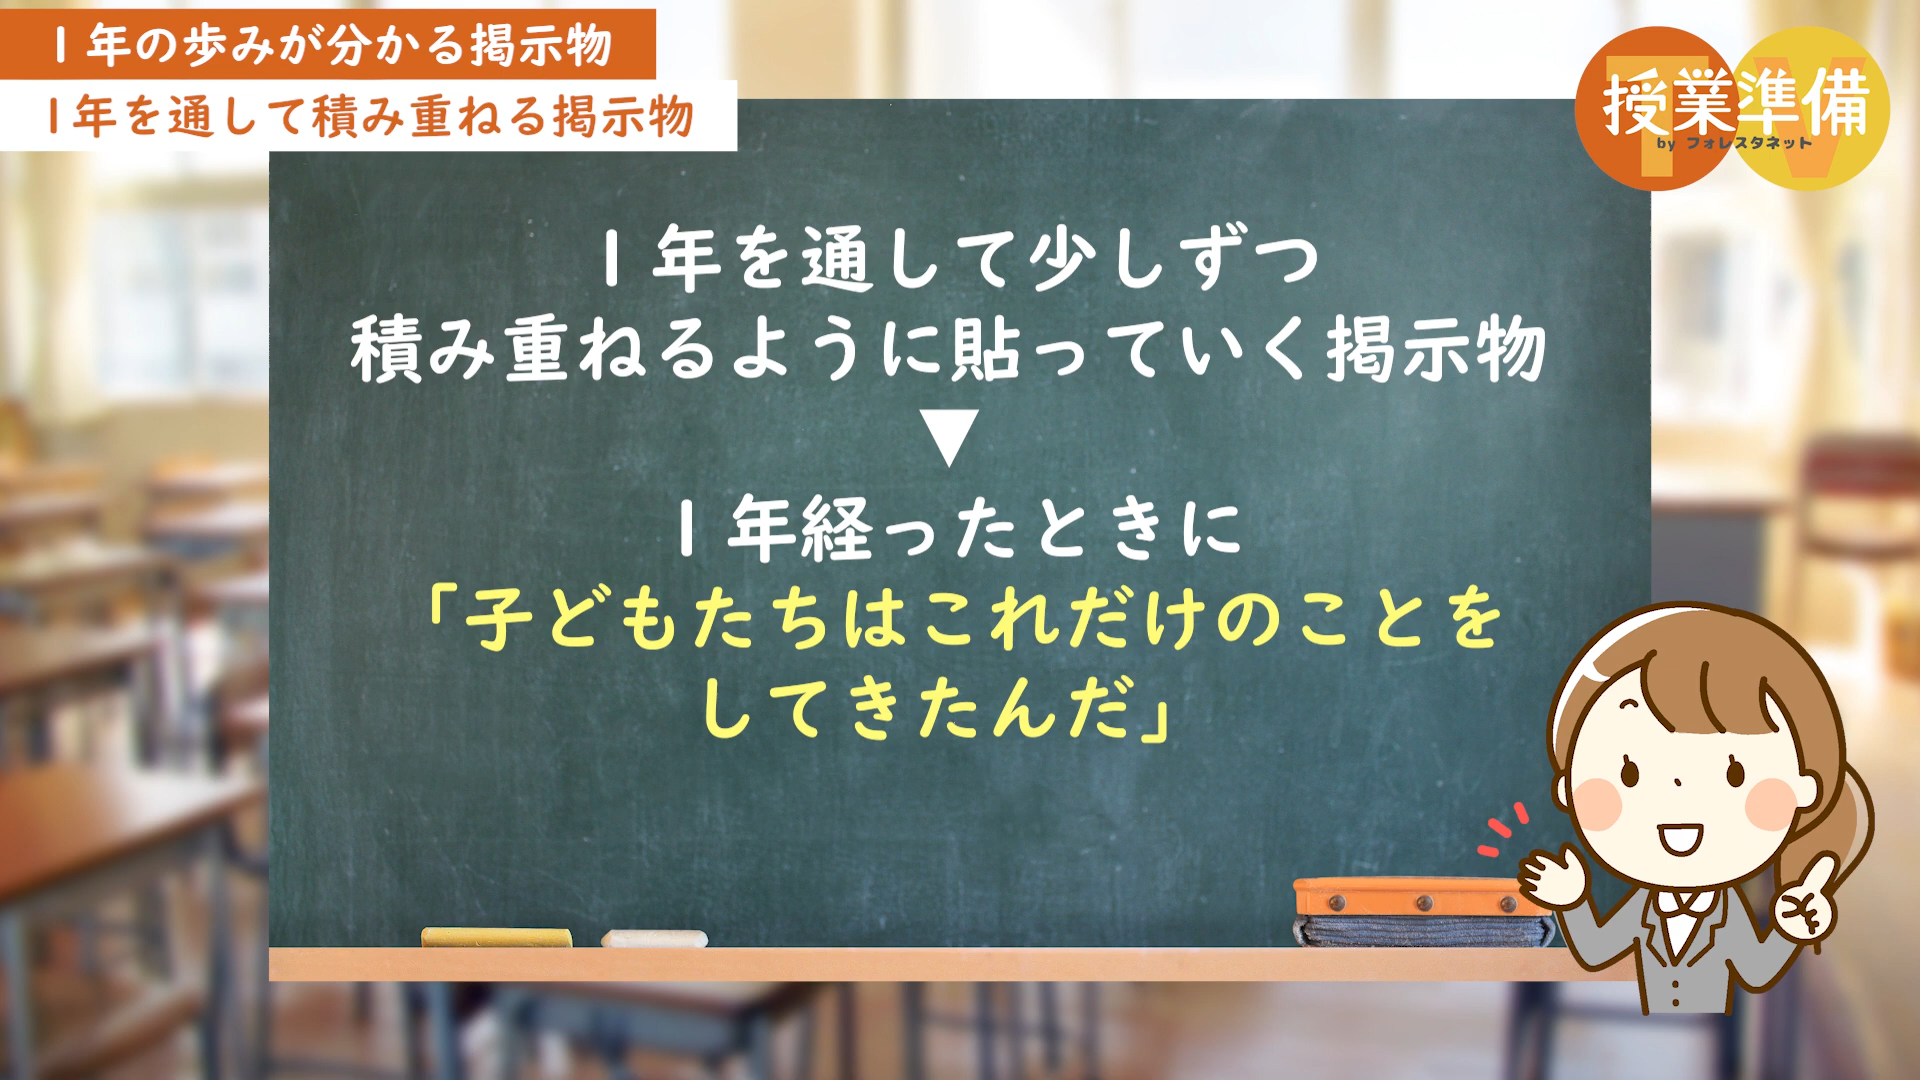 1年の歩みが分かる掲示物
1年を通して積み重ねる掲示物
TV
授業準備
by フォレスタネット
1年を通して少しずつ
積み重ねるように貼っていく掲示物
▼
1年経ったときに
「子どもたちはこれだけのことを
してきたんだ」